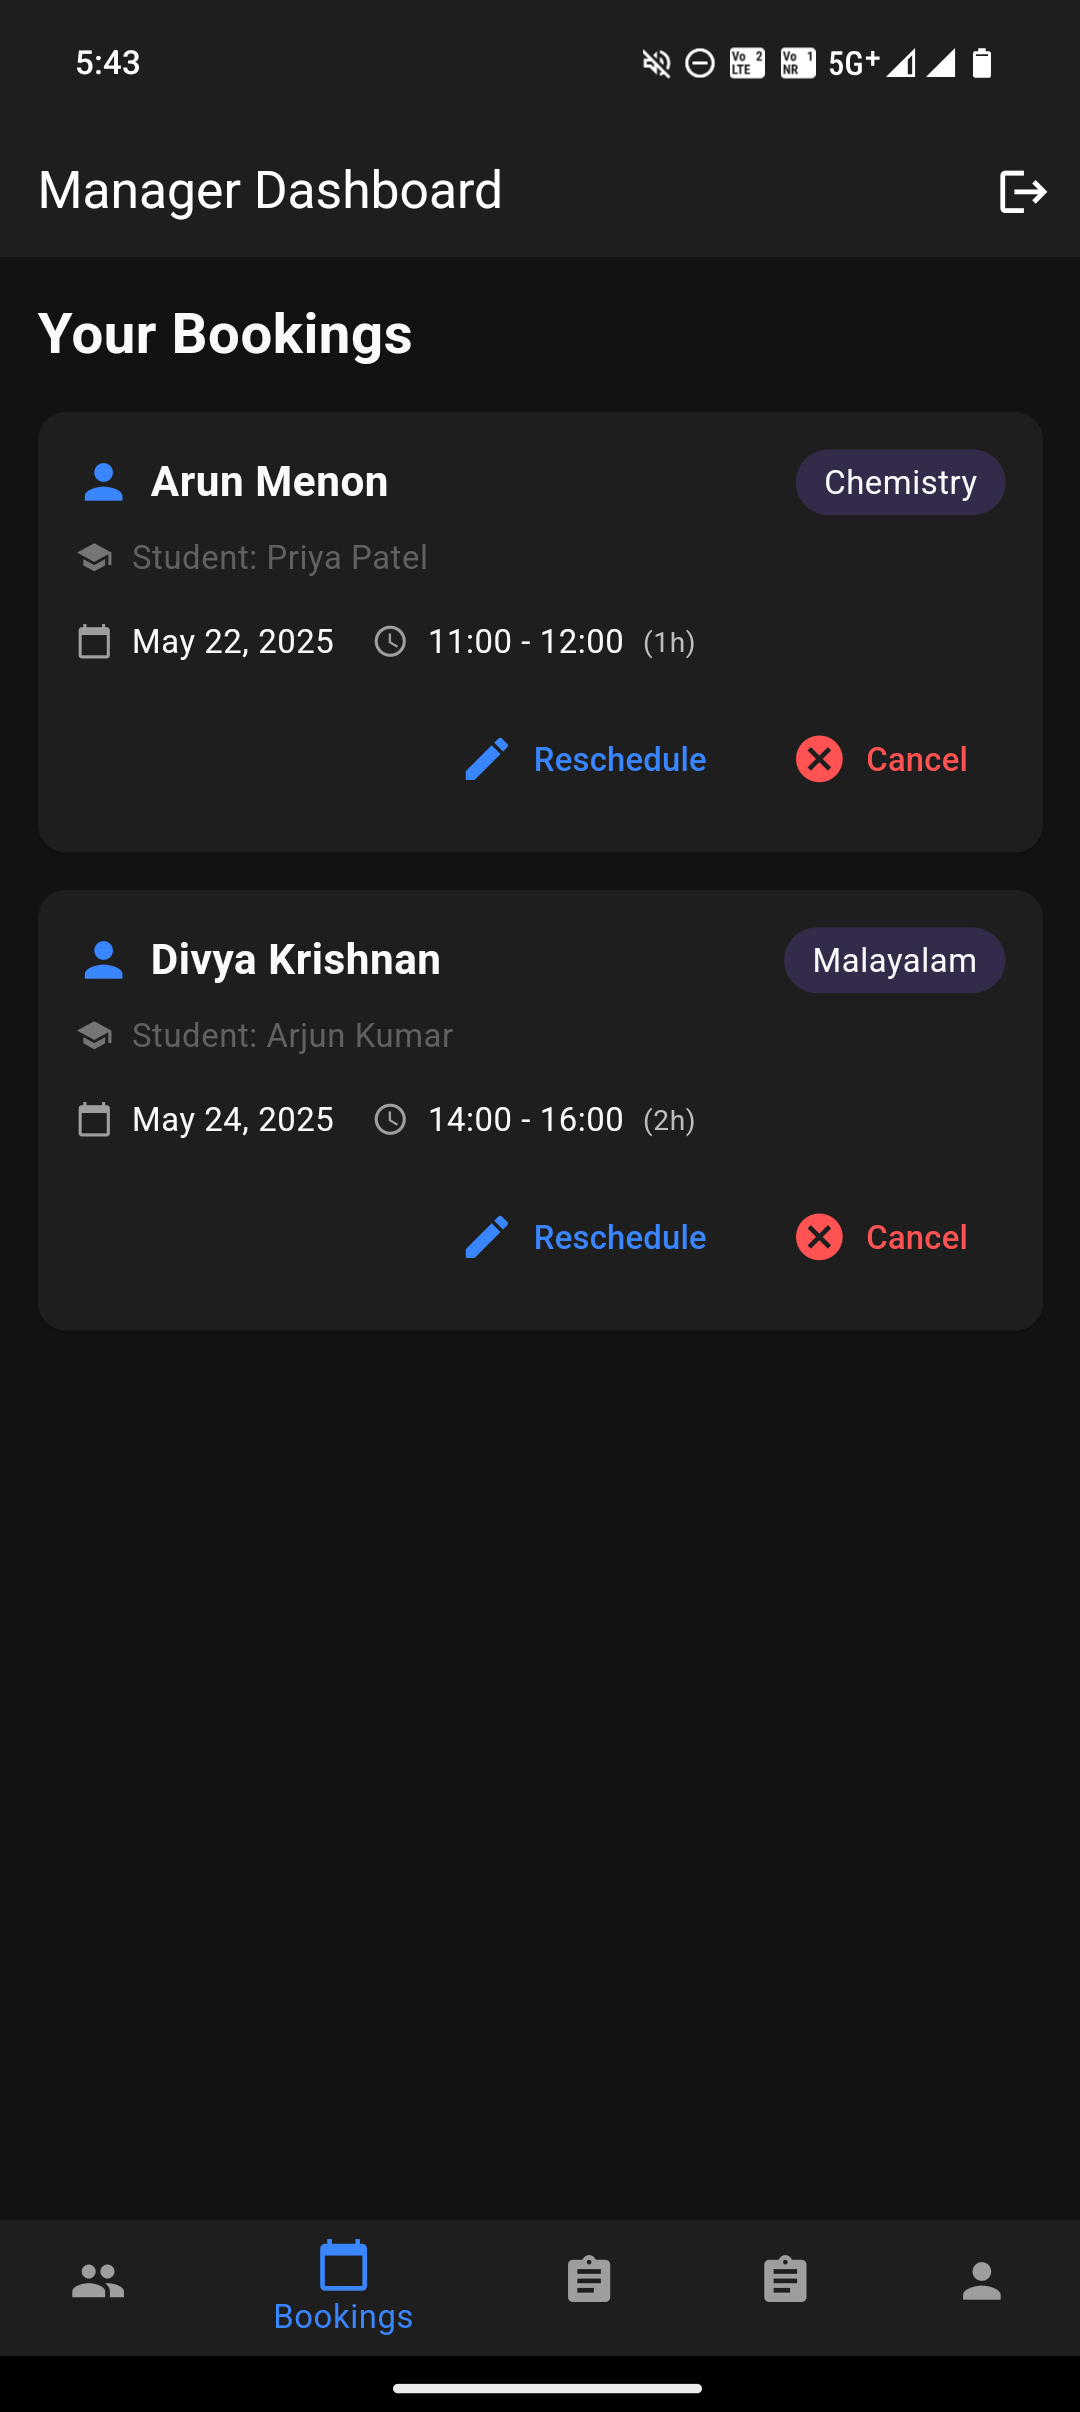 5:43 Vo 2 LTE Vo 1 NR 5G+
Manager Dashboard
Your Bookings
Arun Menon Chemistry
Student: Priya Patel
May 22, 2025 11:00 - 12:00 (1h)
Reschedule Cancel
Divya Krishnan Malayalam
Student: Arjun Kumar
May 24, 2025 14:00 - 16:00 (2h)
Reschedule Cancel
Bookings